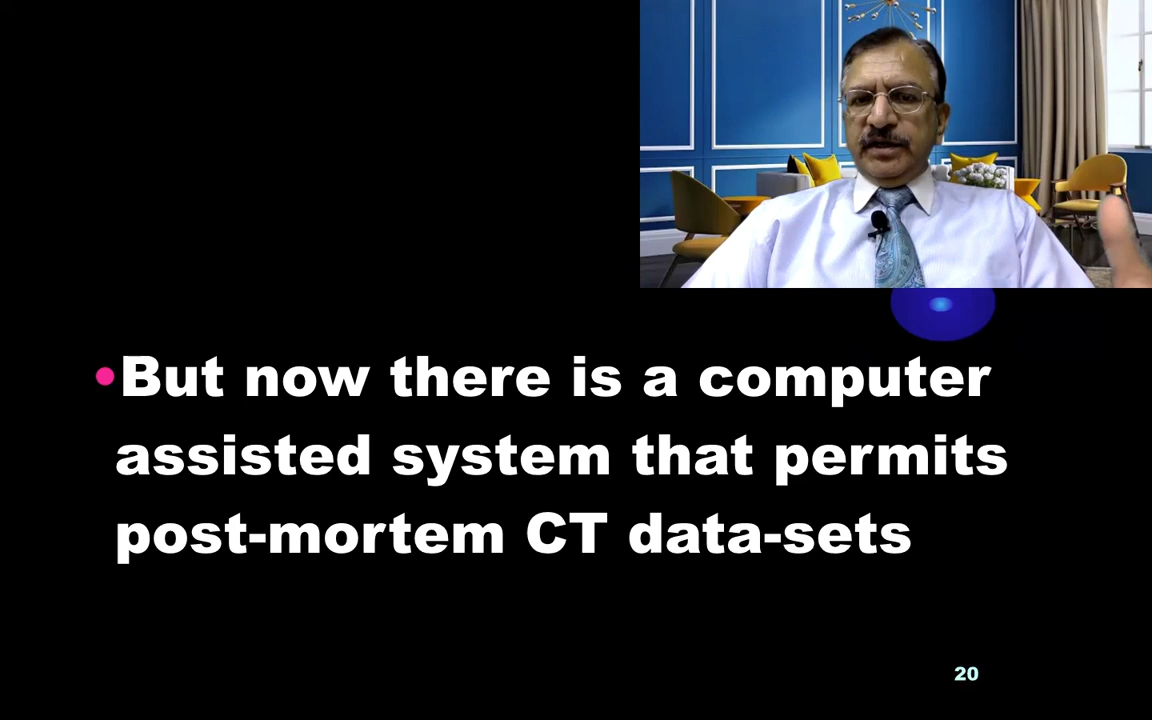 •But now there is a computer
assisted system that permits
post-mortem CT data-sets
20